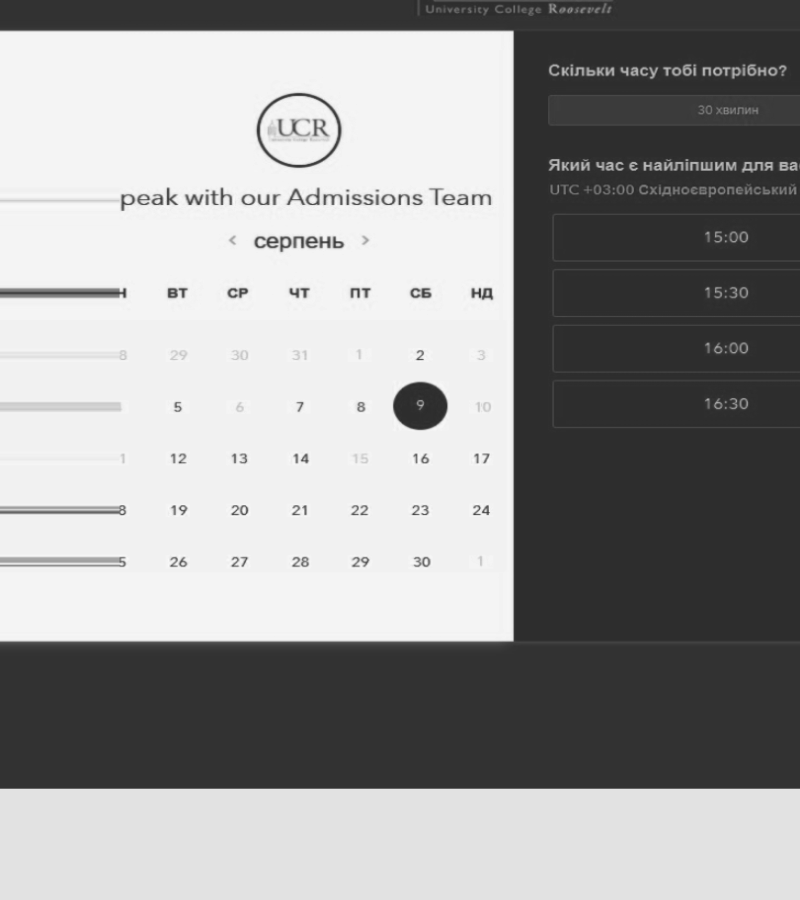 University College Roosevelt
UCR
peak with our Admissions Team
< серпень >
Н ВТ СР ЧТ ПТ СБ НД
8 29 30 31 1 2 3
5 6 7 8 9 10
1 12 13 14 15 16 17
8 19 20 21 22 23 24
5 26 27 28 29 30 1
Скільки часу тобі потрібно?
30 хвилин
Який час є найліпшим для ва
UTC +03:00 Східноєвропейський
15:00
15:30
16:00
16:30